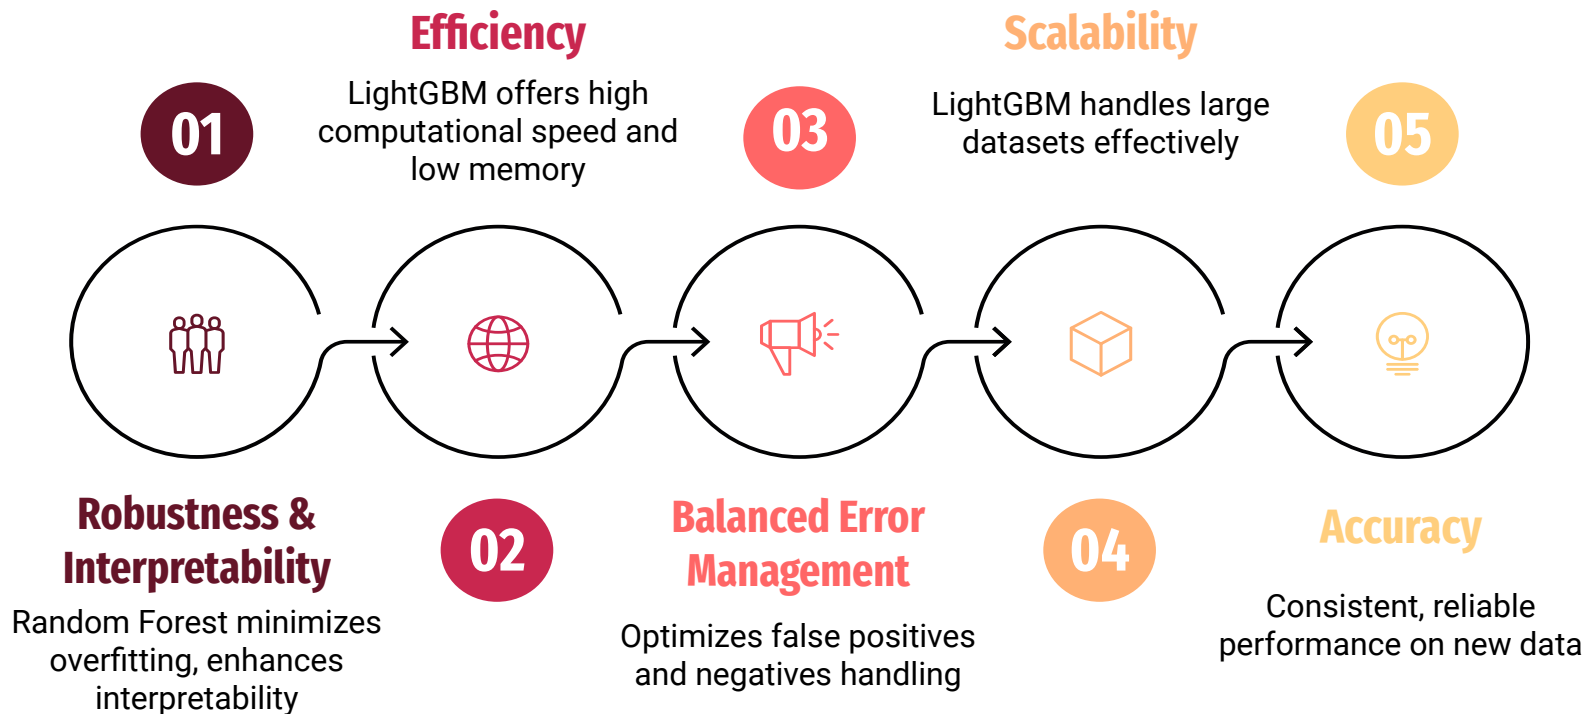 01
Robustness &
Interpretability
Random Forest minimizes
overfitting, enhances
interpretability
Efficiency
LightGBM offers high
computational speed and
low memory
02
03
Balanced Error
Management
Optimizes false positives
and negatives handling
Scalability
LightGBM handles large
datasets effectively
04
05
Accuracy
Consistent, reliable
performance on new data